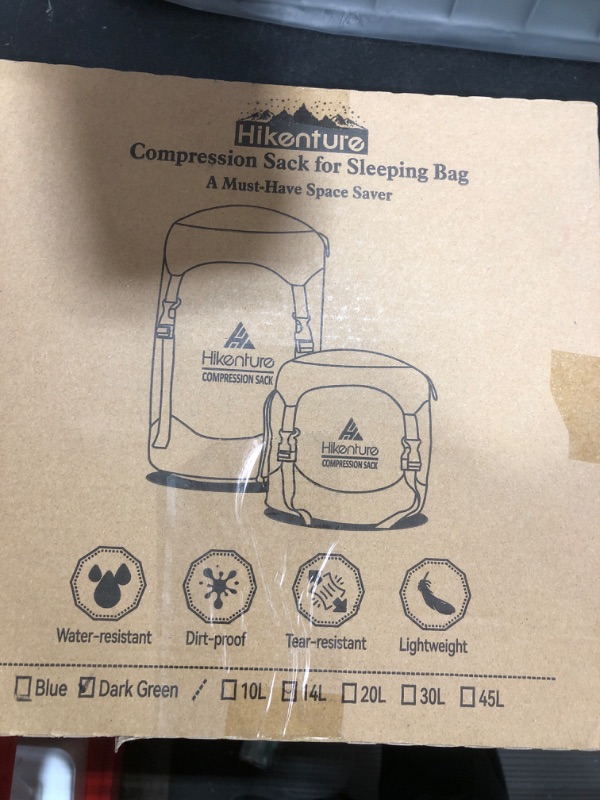 Hikenture
Compression Sack for Sleeping Bag
A Must-Have Space Saver
Hikenture
COMPRESSION SACK
Hikenture
COMPRESSION SACK
Water-resistant Dirt-proof Tear-resistant Lightweight
Blue Dark Green / 10L 14L 20L 30L 45L